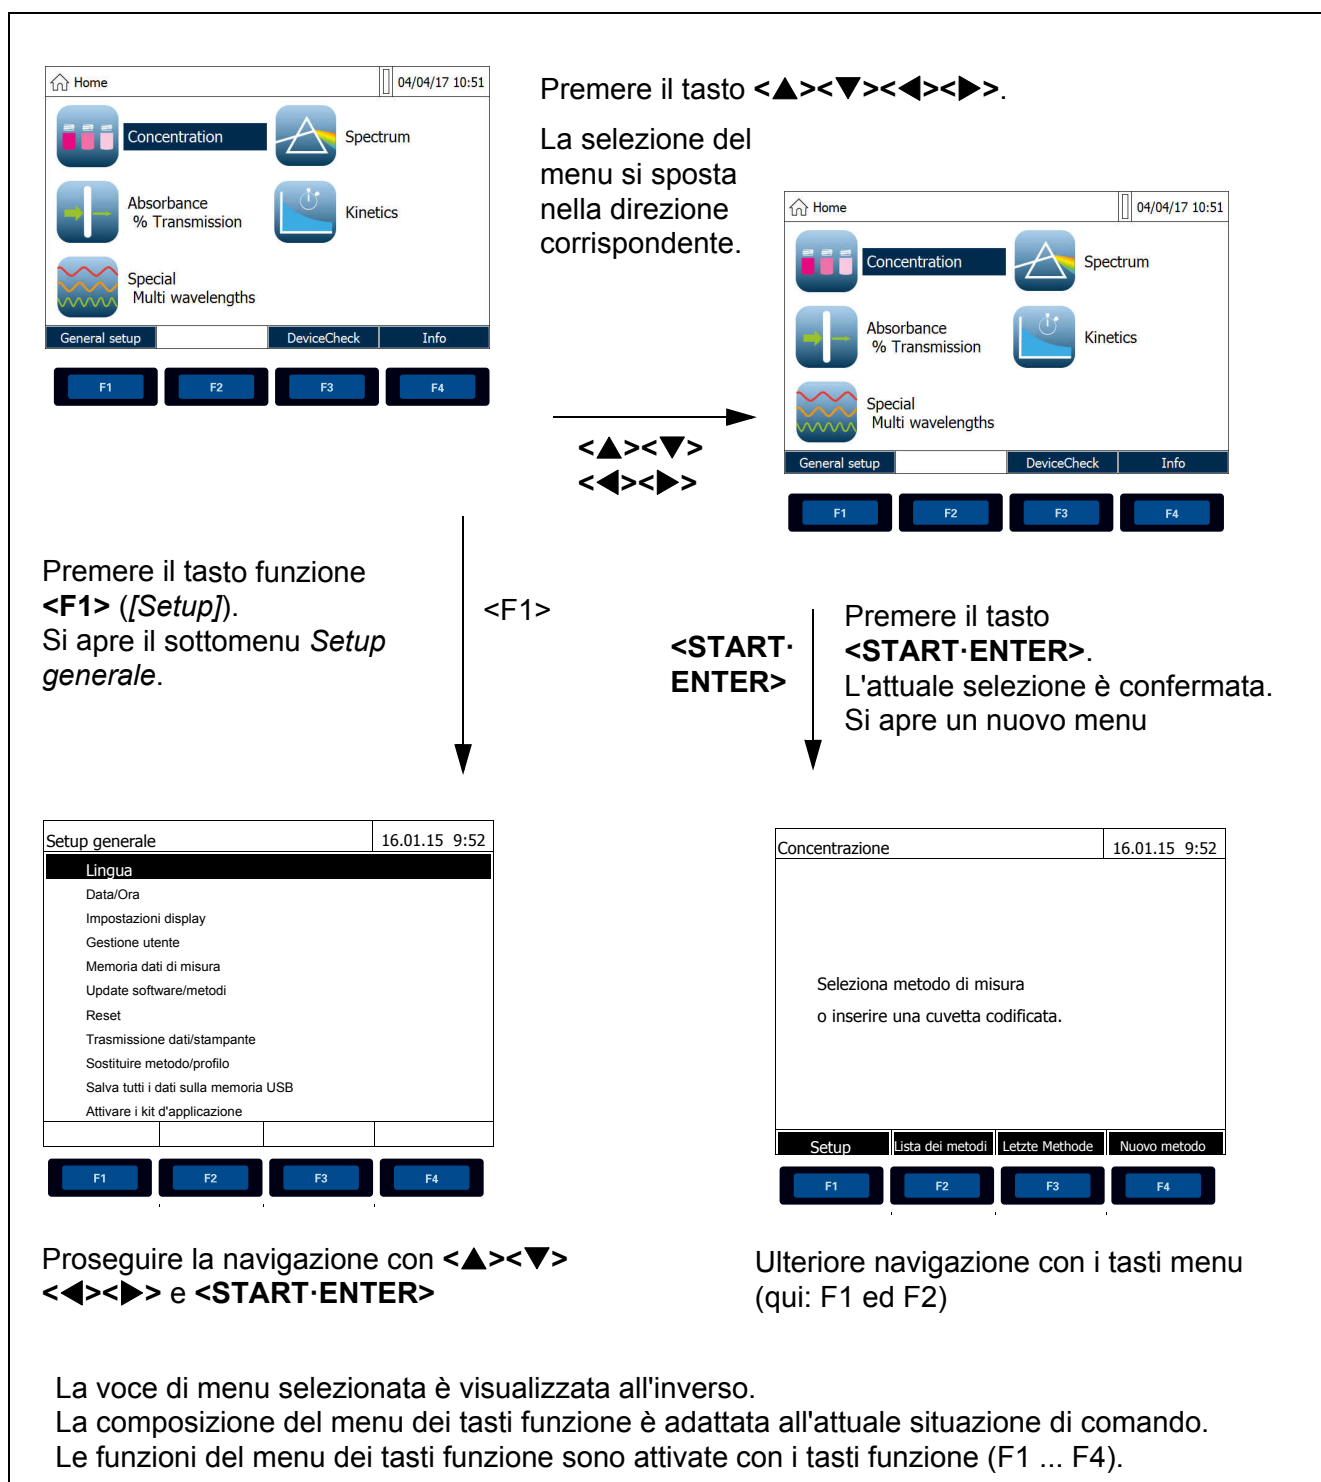 Home 04/04/17 10:51
Concentration Spectrum
Absorbance
% Transmission
Kinetics
Special
Multi wavelengths
General setup DeviceCheck Info
F1 F2 F3 F4
Premere il tasto <▲><▼><◀><▶>.
La selezione del
menu si sposta
nella direzione
corrispondente.
<▲><▼>
<◀><▶>
Home 04/04/17 10:51
Concentration Spectrum
Absorbance
% Transmission
Kinetics
Special
Multi wavelengths
General setup DeviceCheck Info
F1 F2 F3 F4
Premere il tasto funzione
<F1> ([Setup]).
Si apre il sottomenu Setup
generale.
<F1>
<START·
ENTER>
Premere il tasto
<START·ENTER>.
L'attuale selezione è confermata.
Si apre un nuovo menu
Setup generale 16.01.15 9:52
Lingua
Data/Ora
Impostazioni display
Gestione utente
Memoria dati di misura
Update software/metodi
Reset
Trasmissione dati/stampante
Sostituire metodo/profilo
Salva tutti i dati sulla memoria USB
Attivare i kit d'applicazione
F1 F2 F3 F4
Concentrazione 16.01.15 9:52
Seleziona metodo di misura
o inserire una cuvetta codificata.
Setup Lista dei metodi Letzte Methode Nuovo metodo
F1 F2 F3 F4
Proseguire la navigazione con <▲><▼>
<◀><▶> e <START·ENTER>
Ulteriore navigazione con i tasti menu
(qui: F1 ed F2)
La voce di menu selezionata è visualizzata all'inverso.
La composizione del menu dei tasti funzione è adattata all'attuale situazione di comando.
Le funzioni del menu dei tasti funzione sono attivate con i tasti funzione (F1 ... F4).